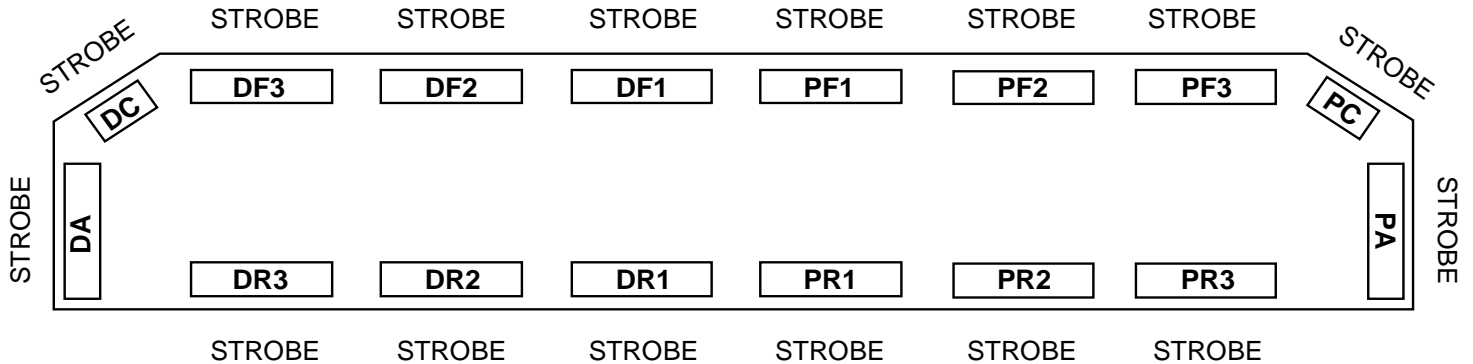 STROBE STROBE STROBE STROBE STROBE STROBE
STROBE STROBE
DF3 DF2 DF1 PF1 PF2 PF3
DC PC
STROBE DA PA STROBE
DR3 DR2 DR1 PR1 PR2 PR3
STROBE STROBE STROBE STROBE STROBE STROBE